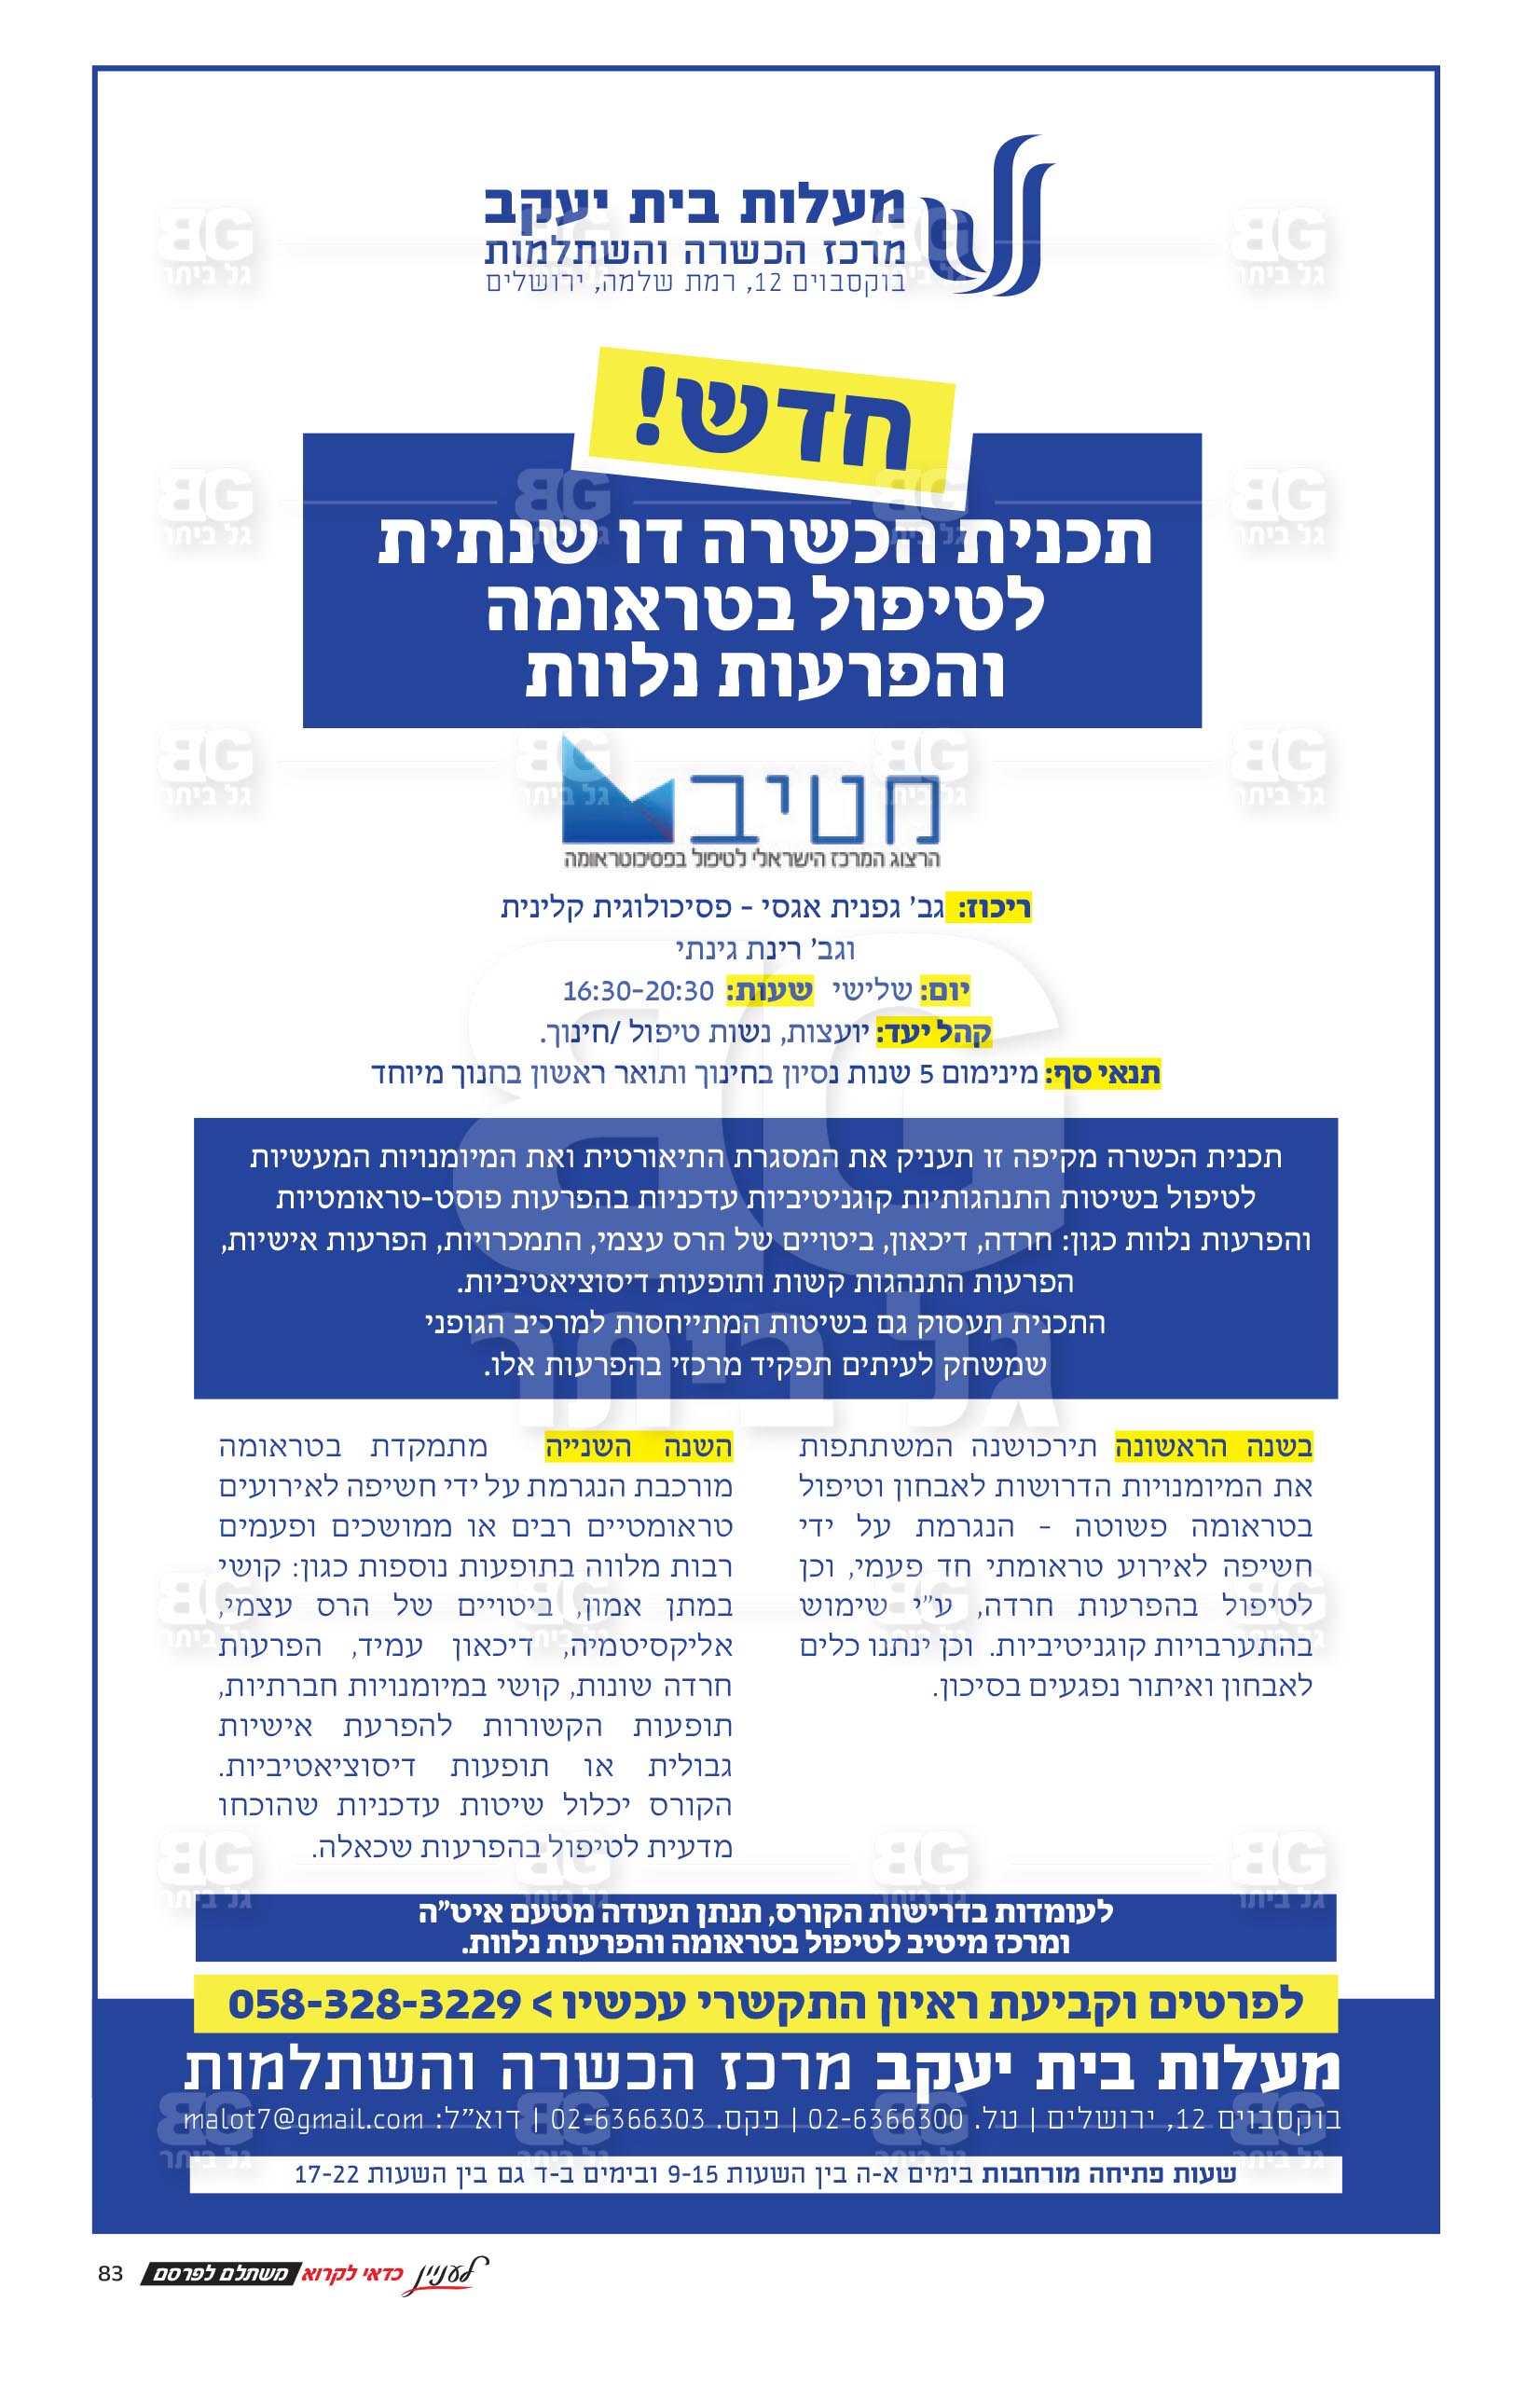 מעלות בית יעקב
מרכז הכשרה והשתלמות
בוקסבוים 12, רמת שלמה, ירושלים
חדש!
תכנית הכשרה דו שנתית
לטיפול בטראומה
והפרעות נלוות
מטיב
הרצוג המרכז הישראלי לטיפול בפסיכוטראומה
ריכוז: גב' גפנית אגסי - פסיכולוגית קלינית
וגב' רינת גינתי
יום: שלישי שעות: 16:30-20:30
קהל יעד: יועצות, נשות טיפול /חינוך.
תנאי סף: מינימום 5 שנות נסיון בחינוך ותואר ראשון בחנוך מיוחד
תכנית הכשרה מקיפה זו תעניק את המסגרת התיאורטית ואת המיומנויות המעשיות
לטיפול בשיטות התנהגותיות קוגניטיביות עדכניות בהפרעות פוסט-טראומטיות
והפרעות נלוות כגון: חרדה, דיכאון, ביטויים של הרס עצמי, התמכרויות, הפרעות אישיות,
הפרעות התנהגות קשות ותופעות דיסוציאטיביות.
התכנית תעסוק גם בשיטות המתייחסות למרכיב הגופני
שמשחק לעיתים תפקיד מרכזי בהפרעות אלו.
בשנה הראשונה תירכושנה המשתתפות
את המיומנויות הדרושות לאבחון וטיפול
בטראומה פשוטה - הנגרמת על ידי
חשיפה לאירוע טראומתי חד פעמי, וכן
לטיפול בהפרעות חרדה, ע"י שימוש
בהתערבויות קוגניטיביות. וכן ינתנו כלים
לאבחון ואיתור נפגעים בסיכון.
השנה השנייה מתמקדת בטראומה
מורכבת הנגרמת על ידי חשיפה לאירועים
טראומטיים רבים או ממושכים ופעמים
רבות מלווה בתופעות נוספות כגון: קושי
במתן אמון, ביטויים של הרס עצמי,
אליקסיטמיה, דיכאון עמיד, הפרעות
חרדה שונות, קושי במיומנויות חברתיות,
תופעות הקשורות להפרעת אישיות
גבולית או תופעות דיסוציאטיביות.
הקורס יכלול שיטות עדכניות שהוכחו
מדעית לטיפול בהפרעות שכאלה.
לעומדות בדרישות הקורס, תנתן תעודה מטעם איט"ה
ומרכז מיטיב לטיפול בטראומה והפרעות נלוות.
לפרטים וקביעת ראיון התקשרי עכשיו > 058-328-3229
מעלות בית יעקב מרכז הכשרה והשתלמות
בוקסבוים 12, ירושלים | טל. 02-6366300 | פקס. 02-6366303 | דוא"ל: malot7@gmail.com
שעות פתיחה מורחבות בימים א-ה בין השעות 9-15 ובימים ב-ד גם בין השעות 17-22
לעניין כדאי לקרוא משתלם לפרסם 83
BG
גל ביתר